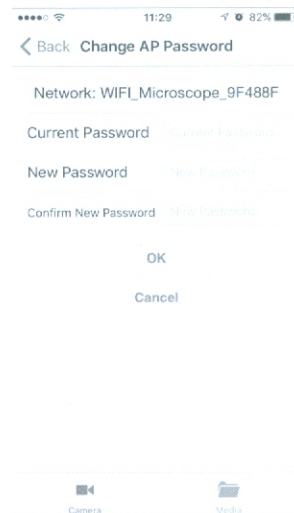 11:29 82%
Back Change AP Password
Network: WIFI_Microscope_9F488F
Current Password Current Password
New Password New Password
Confirm New Password New Password
OK
Cancel
Camera Media